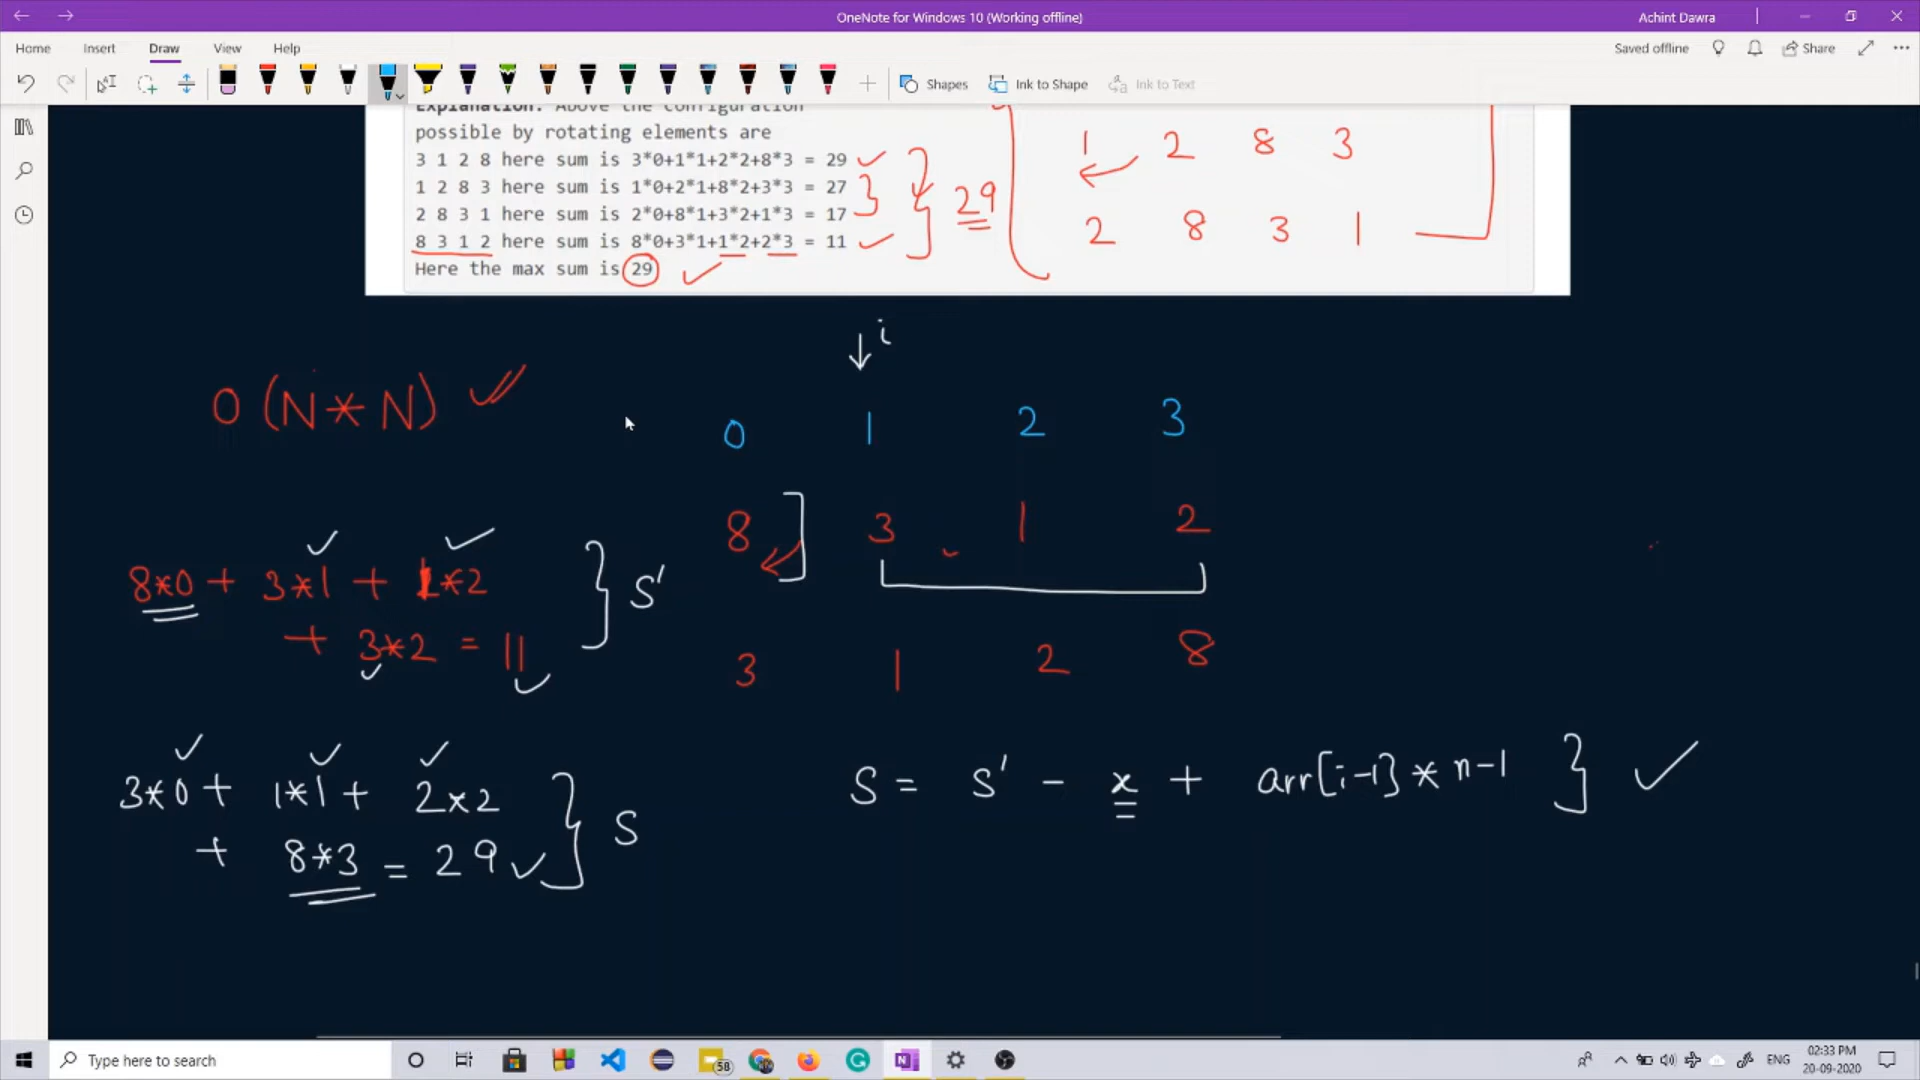 OneNote for Windows 10 (Working offline)
Achint Dawra
Home Insert Draw View Help
Saved offline
Share
Shapes
Ink to Shape
Ink to Text
Explanation: Above the configuration
possible by rotating elements are
3 1 2 8 here sum is 3*0+1*1+2*2+8*3 = 29
1 2 8 3 here sum is 1*0+2*1+8*2+3*3 = 27
2 8 3 1 here sum is 2*0+8*1+3*2+1*3 = 17
8 3 1 2 here sum is 8*0+3*1+1*2+2*3 = 11
Here the max sum is 29
29
1 2 8 3
2 8 3 1
i
O (N * N)
0 1 2 3
8 3 1 2
8*0 + 3*1 + 1*2
+ 3*2 = 11
S'
3 1 2 8
3*0 + 1*1 + 2*2
+ 8*3 = 29
S
S = S' - x + arr[i-1] * n-1
Type here to search
58
ENG
02:33 PM
20-09-2020